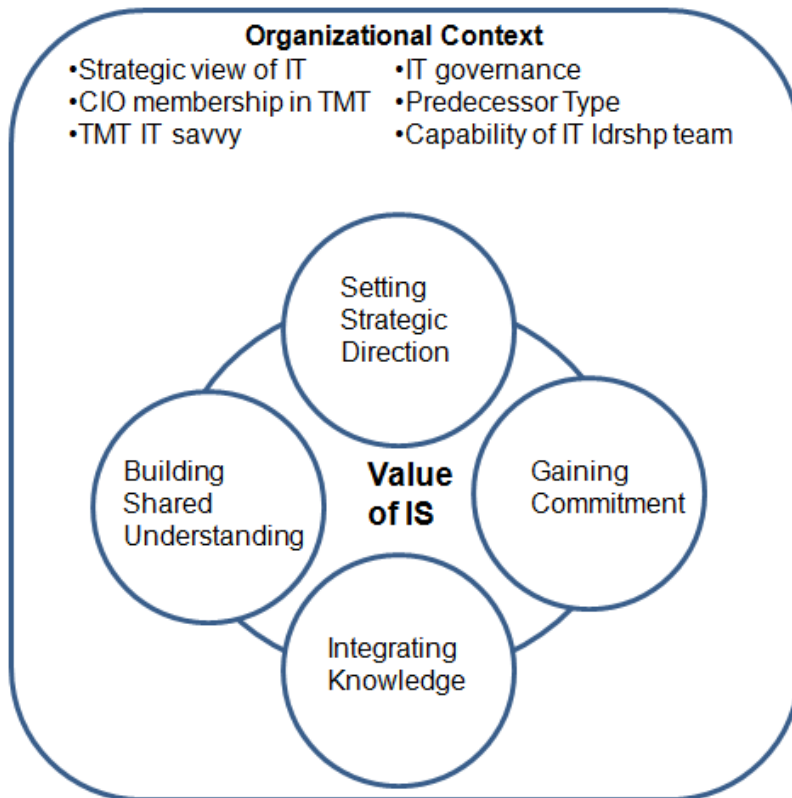 Organizational Context
•Strategic view of IT
•CIO membership in TMT
•TMT IT savvy
•IT governance
•Predecessor Type
•Capability of IT ldrshp team
Setting
Strategic
Direction
Building
Shared
Understanding
Value
of IS
Gaining
Commitment
Integrating
Knowledge